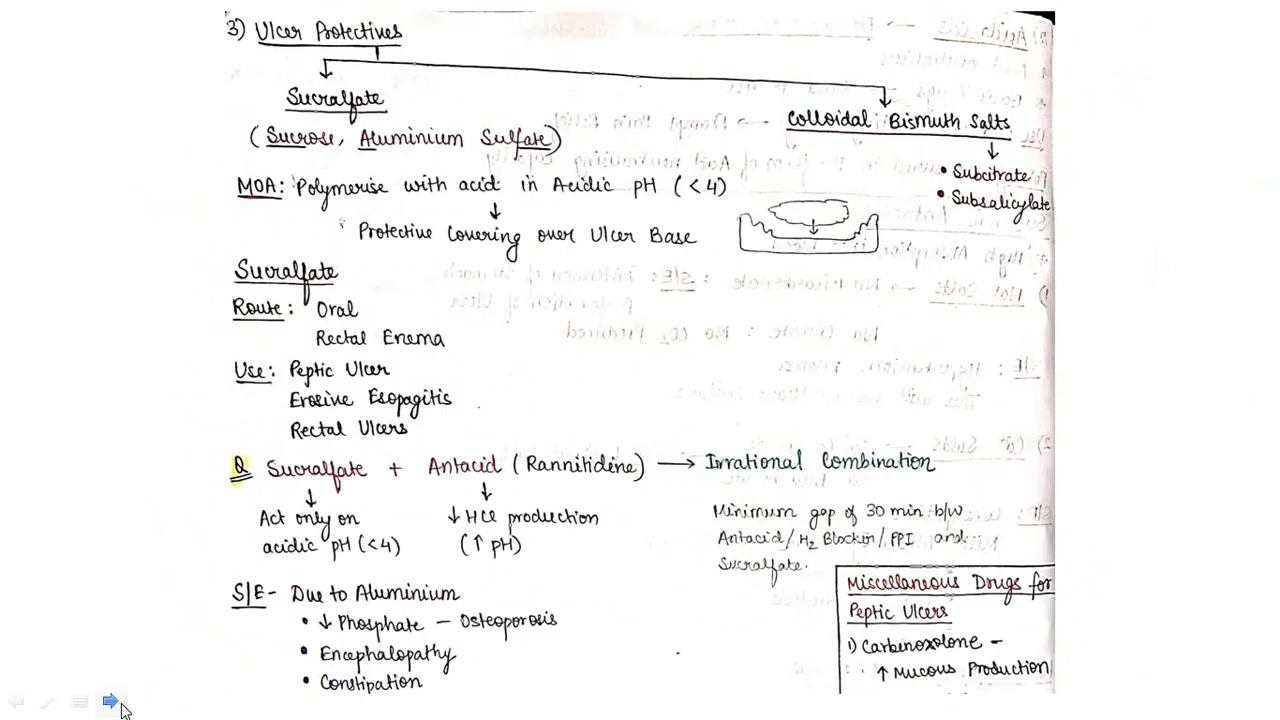 3) Ulcer Protectives
Sucralfate
(Sucrose, Aluminium Sulfate)
Colloidal Bismuth Salts
• Subcitrate
• Subsalicylate
MOA: Polymerise with acid in Acidic pH (<4)
Protective Covering over Ulcer Base
Sucralfate
Route: Oral
Rectal Enema
Use: Peptic Ulcer
Erosive Esopagitis
Rectal Ulcers
Q Sucralfate + Antacid (Rannitidine) → Irrational Combination
Act only on
acidic pH (<4)
↓ HCl production
(↑ pH)
Minimum gap of 30 min b/w
Antacid/H2 Blocker/PPI and
Sucralfate.
S/E- Due to Aluminium
• ↓ Phosphate – Osteoporosis
• Encephalopathy
• Constipation
Miscellaneous Drugs for
Peptic Ulcers
1) Carbinoxolone –
↑ Mucous Production